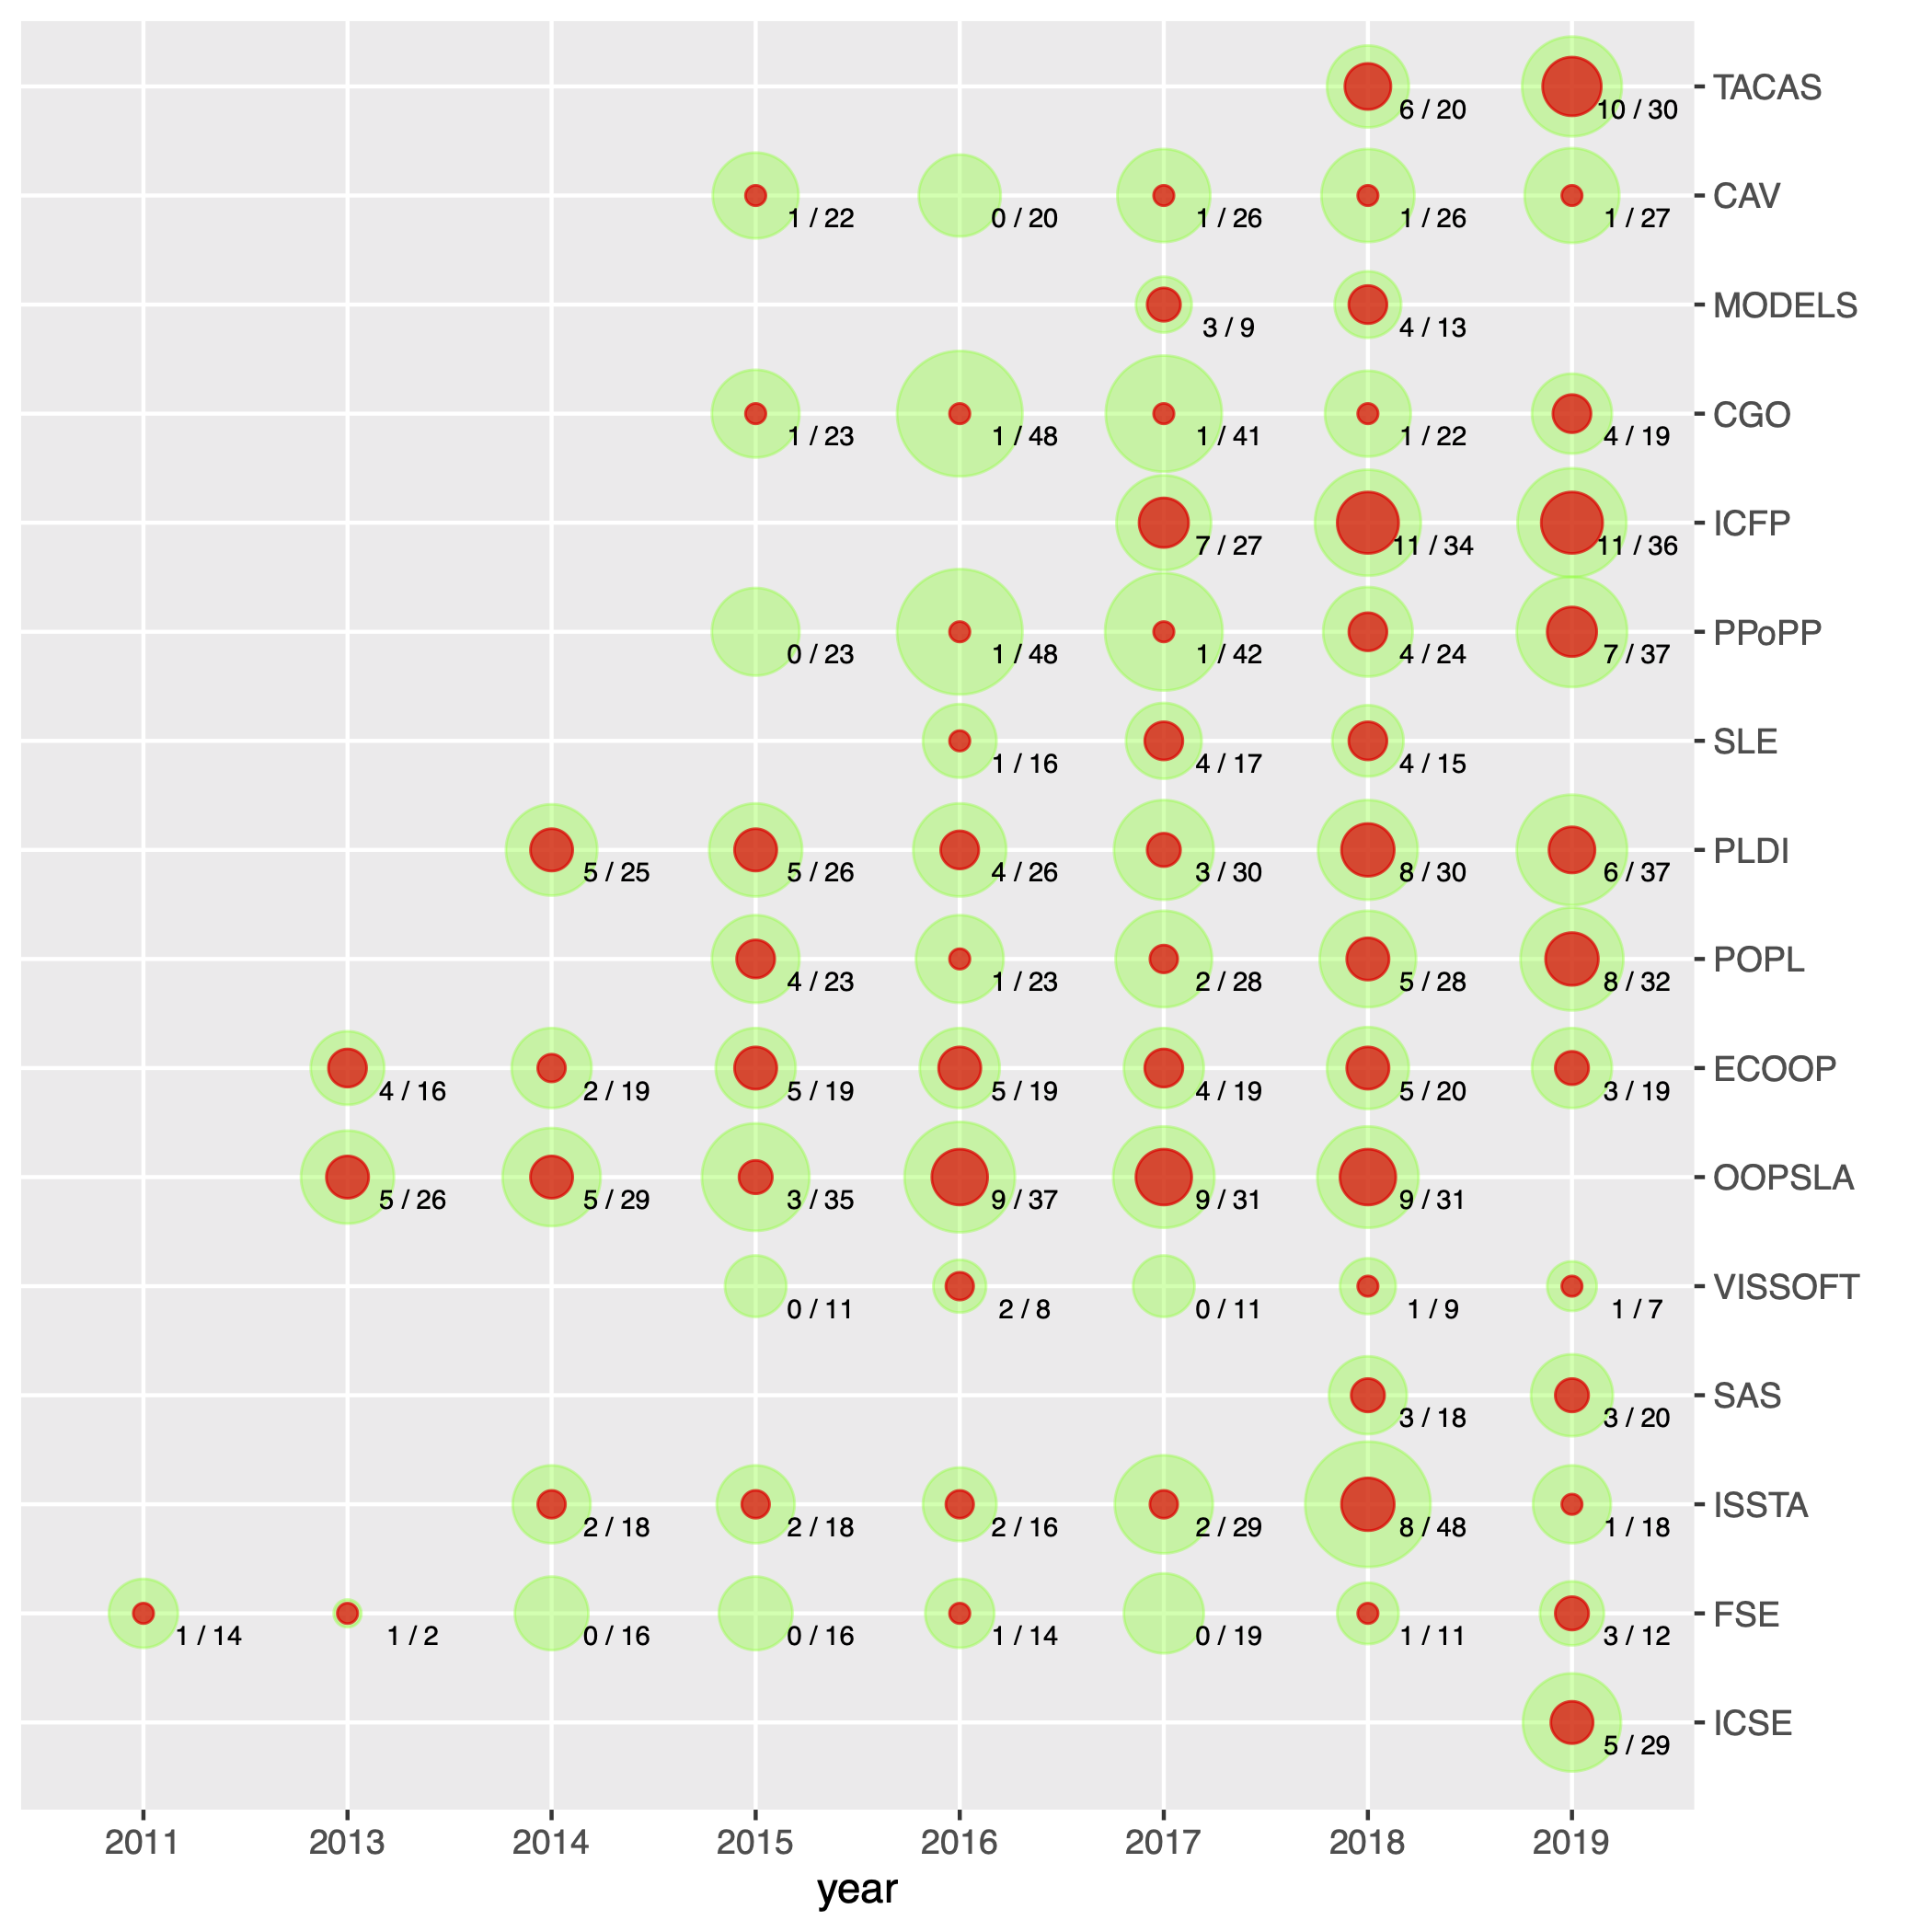 TACAS
6 / 20
10 / 30
CAV
1 / 22
0 / 20
1 / 26
1 / 26
1 / 27
MODELS
3 / 9
4 / 13
CGO
1 / 23
1 / 48
1 / 41
1 / 22
4 / 19
ICFP
7 / 27
11 / 34
11 / 36
PPoPP
0 / 23
1 / 48
1 / 42
4 / 24
7 / 37
SLE
1 / 16
4 / 17
4 / 15
PLDI
5 / 25
5 / 26
4 / 26
3 / 30
8 / 30
6 / 37
POPL
4 / 23
1 / 23
2 / 28
5 / 28
8 / 32
ECOOP
4 / 16
2 / 19
5 / 19
5 / 19
4 / 19
5 / 20
3 / 19
OOPSLA
5 / 26
5 / 29
3 / 35
9 / 37
9 / 31
9 / 31
VISSOFT
0 / 11
2 / 8
0 / 11
1 / 9
1 / 7
SAS
3 / 18
3 / 20
ISSTA
2 / 18
2 / 18
2 / 16
2 / 29
8 / 48
1 / 18
FSE
1 / 14
1 / 2
0 / 16
0 / 16
1 / 14
0 / 19
1 / 11
3 / 12
ICSE
5 / 29
2011
2013
2014
2015
2016
2017
2018
2019
year